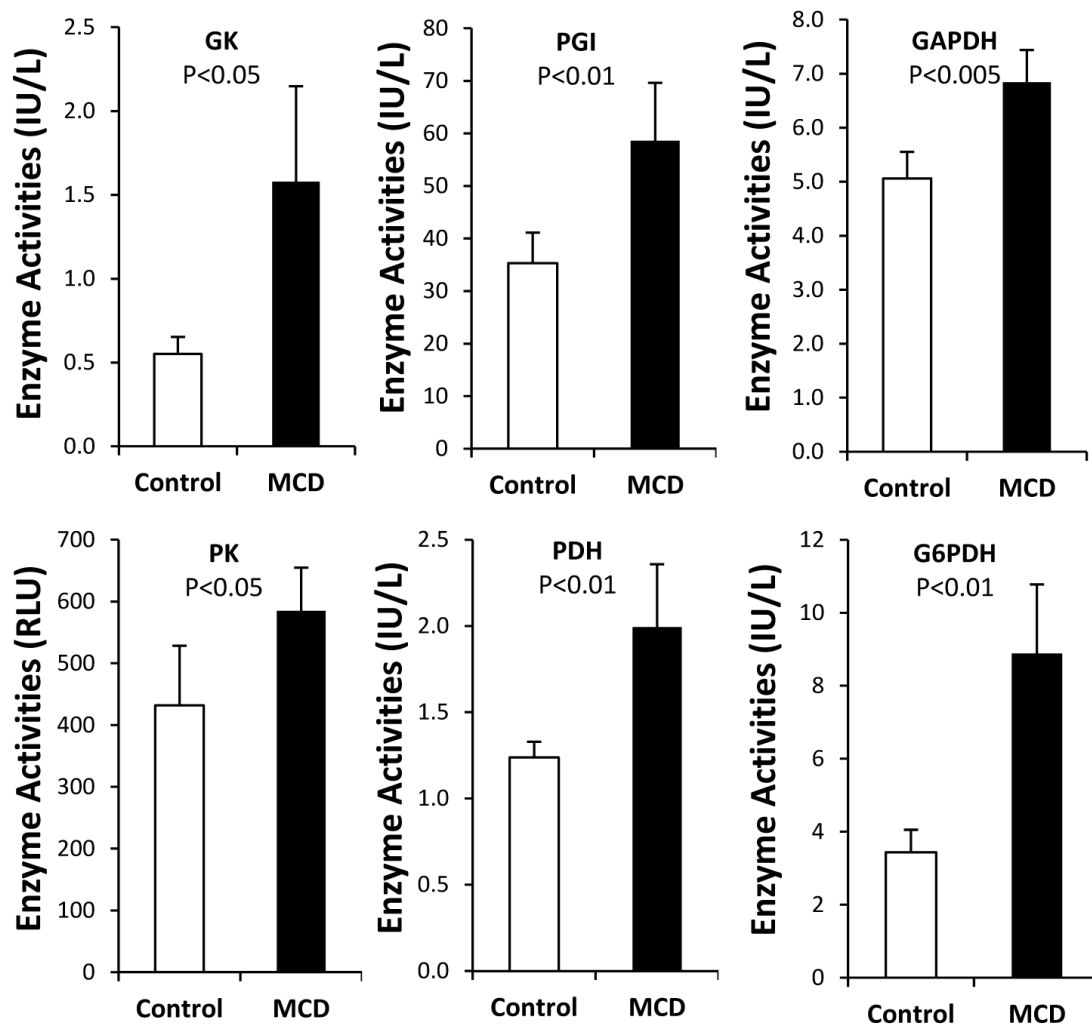 Enzyme Activities (IU/L)
GK
P<0.05
2.5
2.0
1.5
1.0
0.5
0.0
Control MCD
Enzyme Activities (IU/L)
PGI
P<0.01
80
70
60
50
40
30
20
10
0
Control MCD
Enzyme Activities (IU/L)
GAPDH
P<0.005
8.0
7.0
6.0
5.0
4.0
3.0
2.0
1.0
0.0
Control MCD
Enzyme Activities (RLU)
PK
P<0.05
700
600
500
400
300
200
100
0
Control MCD
Enzyme Activities (IU/L)
PDH
P<0.01
2.5
2.0
1.5
1.0
0.5
0.0
Control MCD
Enzyme Activities (IU/L)
G6PDH
P<0.01
12
10
8
6
4
2
0
Control MCD